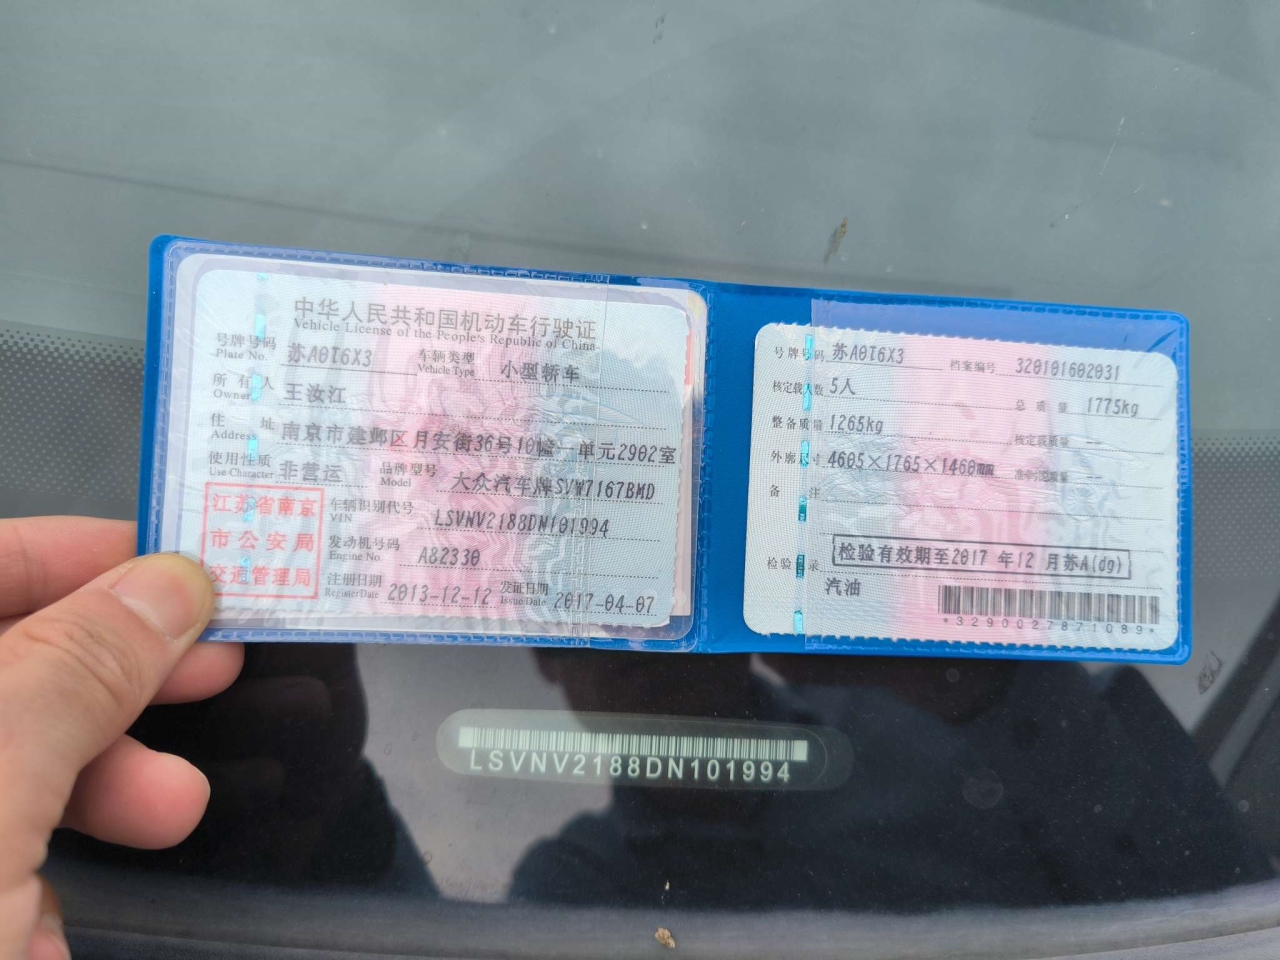 中华人民共和国机动车行驶证
Vehicle License of the People's Republic of China
号牌号码 苏A0T6X3 车辆类型 小型轿车
Plate No. Vehicle Type
所有人 王汝江
Owner
住址 南京市建邺区月安街36号10幢一单元2902室
Address
使用性质 非营运 品牌型号 大众汽车牌SVW7167BMD
Use Character Model
江苏省南京
市公安局
交通管理局
车辆识别代号 LSVNV2188DN101994
VIN
发动机号码 A82330
Engine No.
注册日期 2013-12-12 发证日期 2017-04-07
Register Date Issue Date
号牌号码 苏A0T6X3 档案编号 320101602031
核定载人数 5人 总质量 1775kg
整备质量 1265kg 核定载质量 --
外廓尺寸 4605×1765×1460mm 准牵引总质量 --
备注
检验记录 检验有效期至2017年12月苏A(dg)
汽油
*3290027871089*
LSVNV2188DN101994